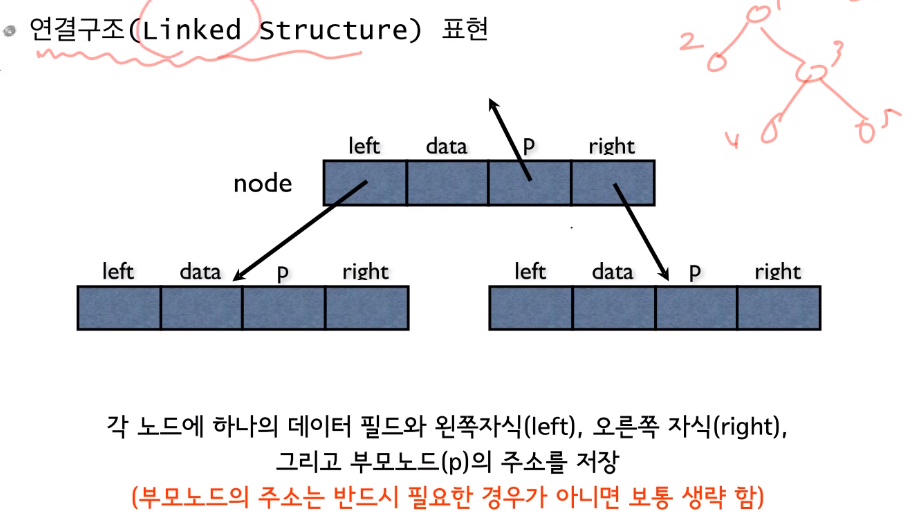 연결구조(Linked Structure) 표현
1
2
3
4
5
left data p right
node
left data p right
left data p right
각 노드에 하나의 데이터 필드와 왼쪽자식(left), 오른쪽 자식(right),
그리고 부모노드(p)의 주소를 저장
(부모노드의 주소는 반드시 필요한 경우가 아니면 보통 생략 함)